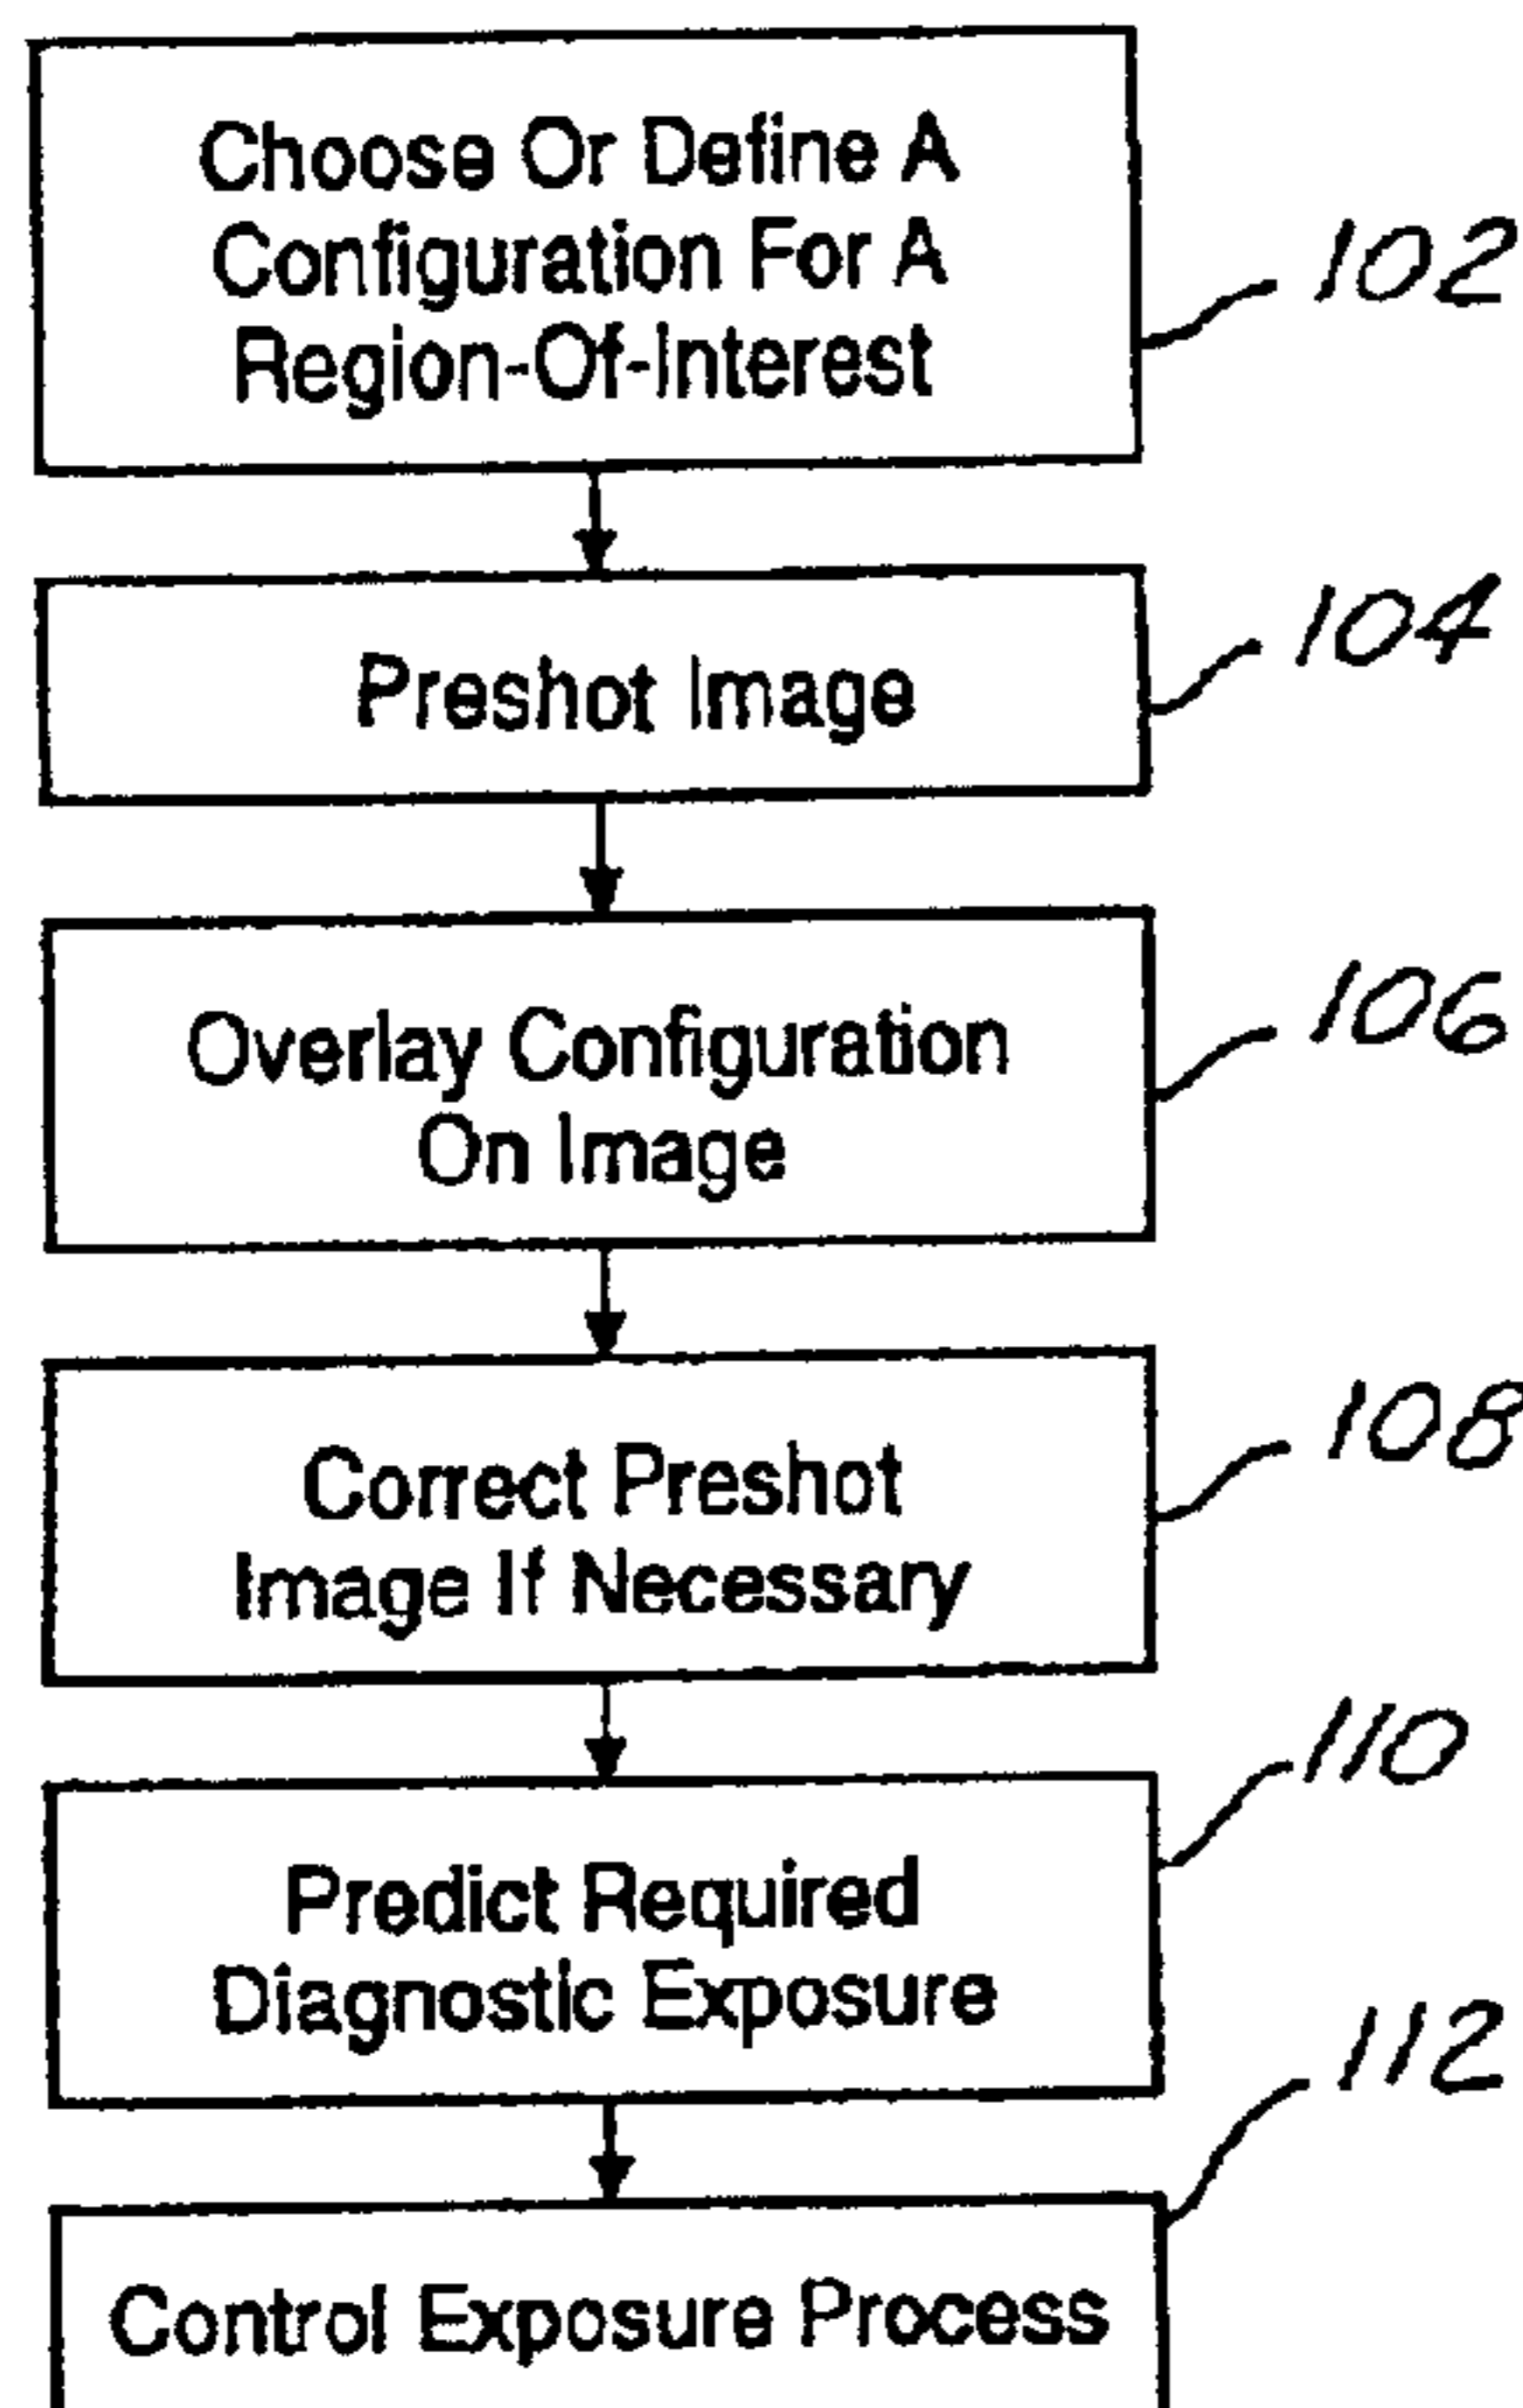 Choose Or Define A
Configuration For A
Region-Of-Interest
102
Preshot Image
104
Overlay Configuration
On Image
106
Correct Preshot
Image If Necessary
108
Predict Required
Diagnostic Exposure
110
Control Exposure Process
112